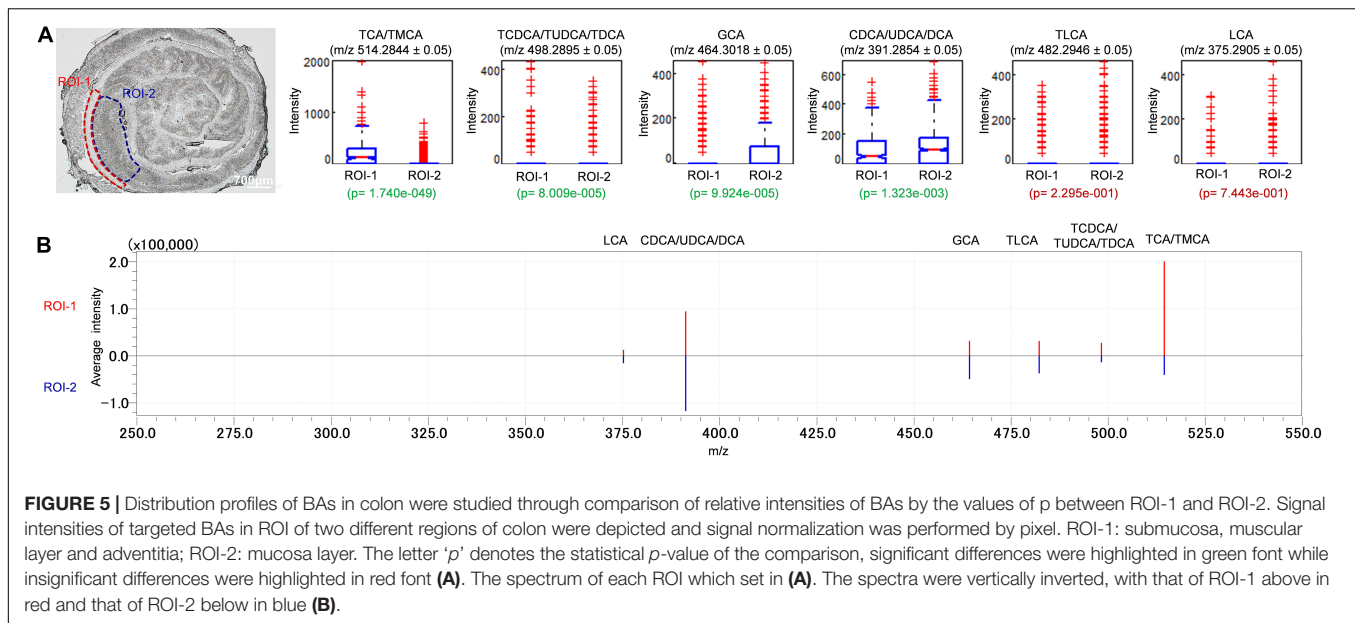 A
ROI-1
ROI-2
700μm
TCA/TMCA
(m/z 514.2844 ± 0.05)
Intensity
2000
1000
0
ROI-1 ROI-2
(p= 1.740e-049)
TCDCA/TUDCA/TDCA
(m/z 498.2895 ± 0.05)
Intensity
400
200
0
ROI-1 ROI-2
(p= 8.009e-005)
GCA
(m/z 464.3018 ± 0.05)
Intensity
400
200
0
ROI-1 ROI-2
(p= 9.924e-005)
CDCA/UDCA/DCA
(m/z 391.2854 ± 0.05)
Intensity
600
400
200
0
ROI-1 ROI-2
(p= 1.323e-003)
TLCA
(m/z 482.2946 ± 0.05)
Intensity
400
200
0
ROI-1 ROI-2
(p= 2.295e-001)
LCA
(m/z 375.2905 ± 0.05)
Intensity
400
200
0
ROI-1 ROI-2
(p= 7.443e-001)
B
(x100,000)
LCA CDCA/UDCA/DCA GCA TLCA TCDCA/
TUDCA/TDCA TCA/TMCA
ROI-1
ROI-2
Average intensity
2.0
1.0
0.0
−1.0
250.0 275.0 300.0 325.0 350.0 375.0 400.0 425.0 450.0 475.0 500.0 525.0 550.0
m/z
FIGURE 5 | Distribution profiles of BAs in colon were studied through comparison of relative intensities of BAs by the values of p between ROI-1 and ROI-2. Signal
intensities of targeted BAs in ROI of two different regions of colon were depicted and signal normalization was performed by pixel. ROI-1: submucosa, muscular
layer and adventitia; ROI-2: mucosa layer. The letter ‘p’ denotes the statistical p-value of the comparison, significant differences were highlighted in green font while
insignificant differences were highlighted in red font (A). The spectrum of each ROI which set in (A). The spectra were vertically inverted, with that of ROI-1 above in
red and that of ROI-2 below in blue (B).